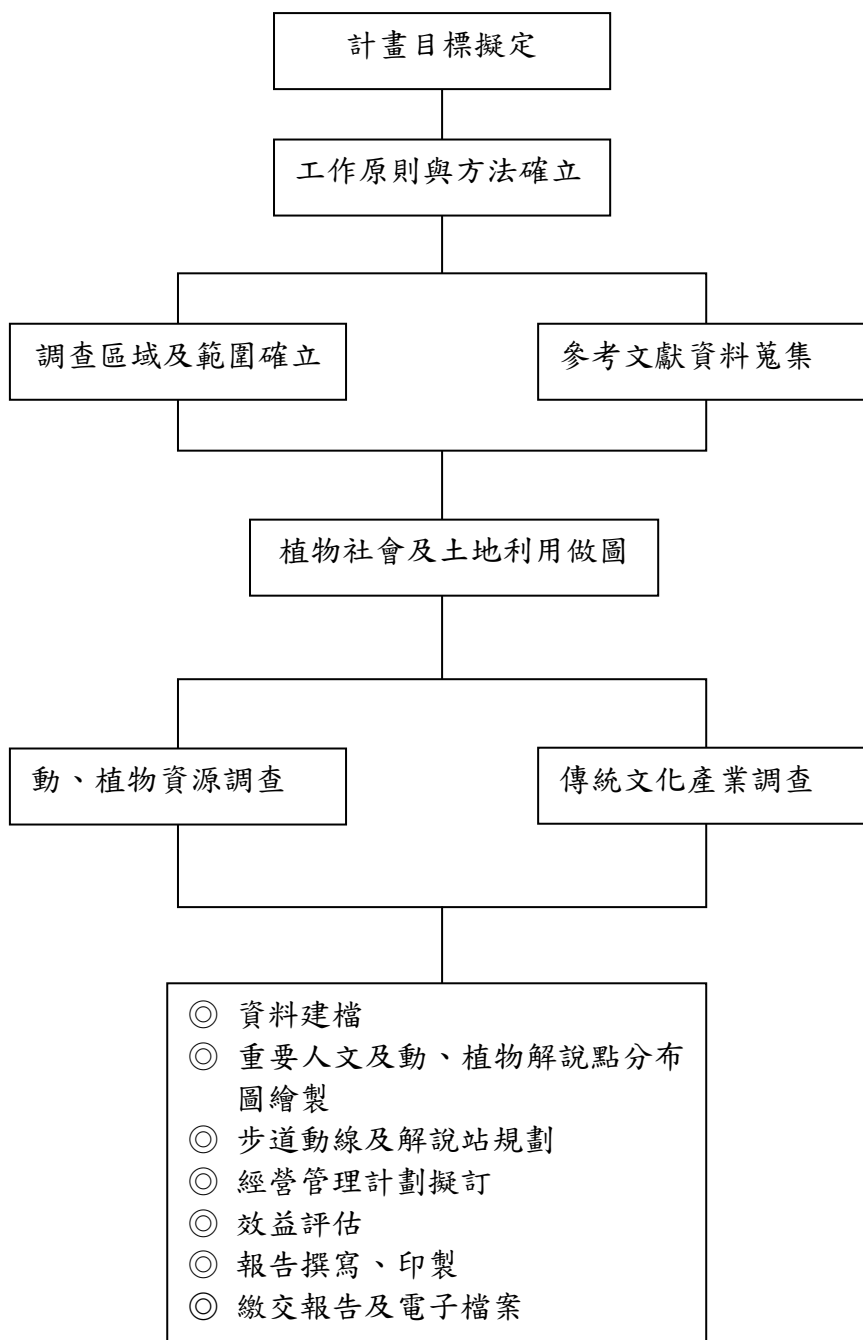 計畫目標擬定
工作原則與方法確立
調查區域及範圍確立
參考文獻資料蒐集
植物社會及土地利用做圖
動、植物資源調查
傳統文化產業調查
◎ 資料建檔
◎ 重要人文及動、植物解說點分布
圖繪製
◎ 步道動線及解說站規劃
◎ 經營管理計劃擬訂
◎ 效益評估
◎ 報告撰寫、印製
◎ 繳交報告及電子檔案